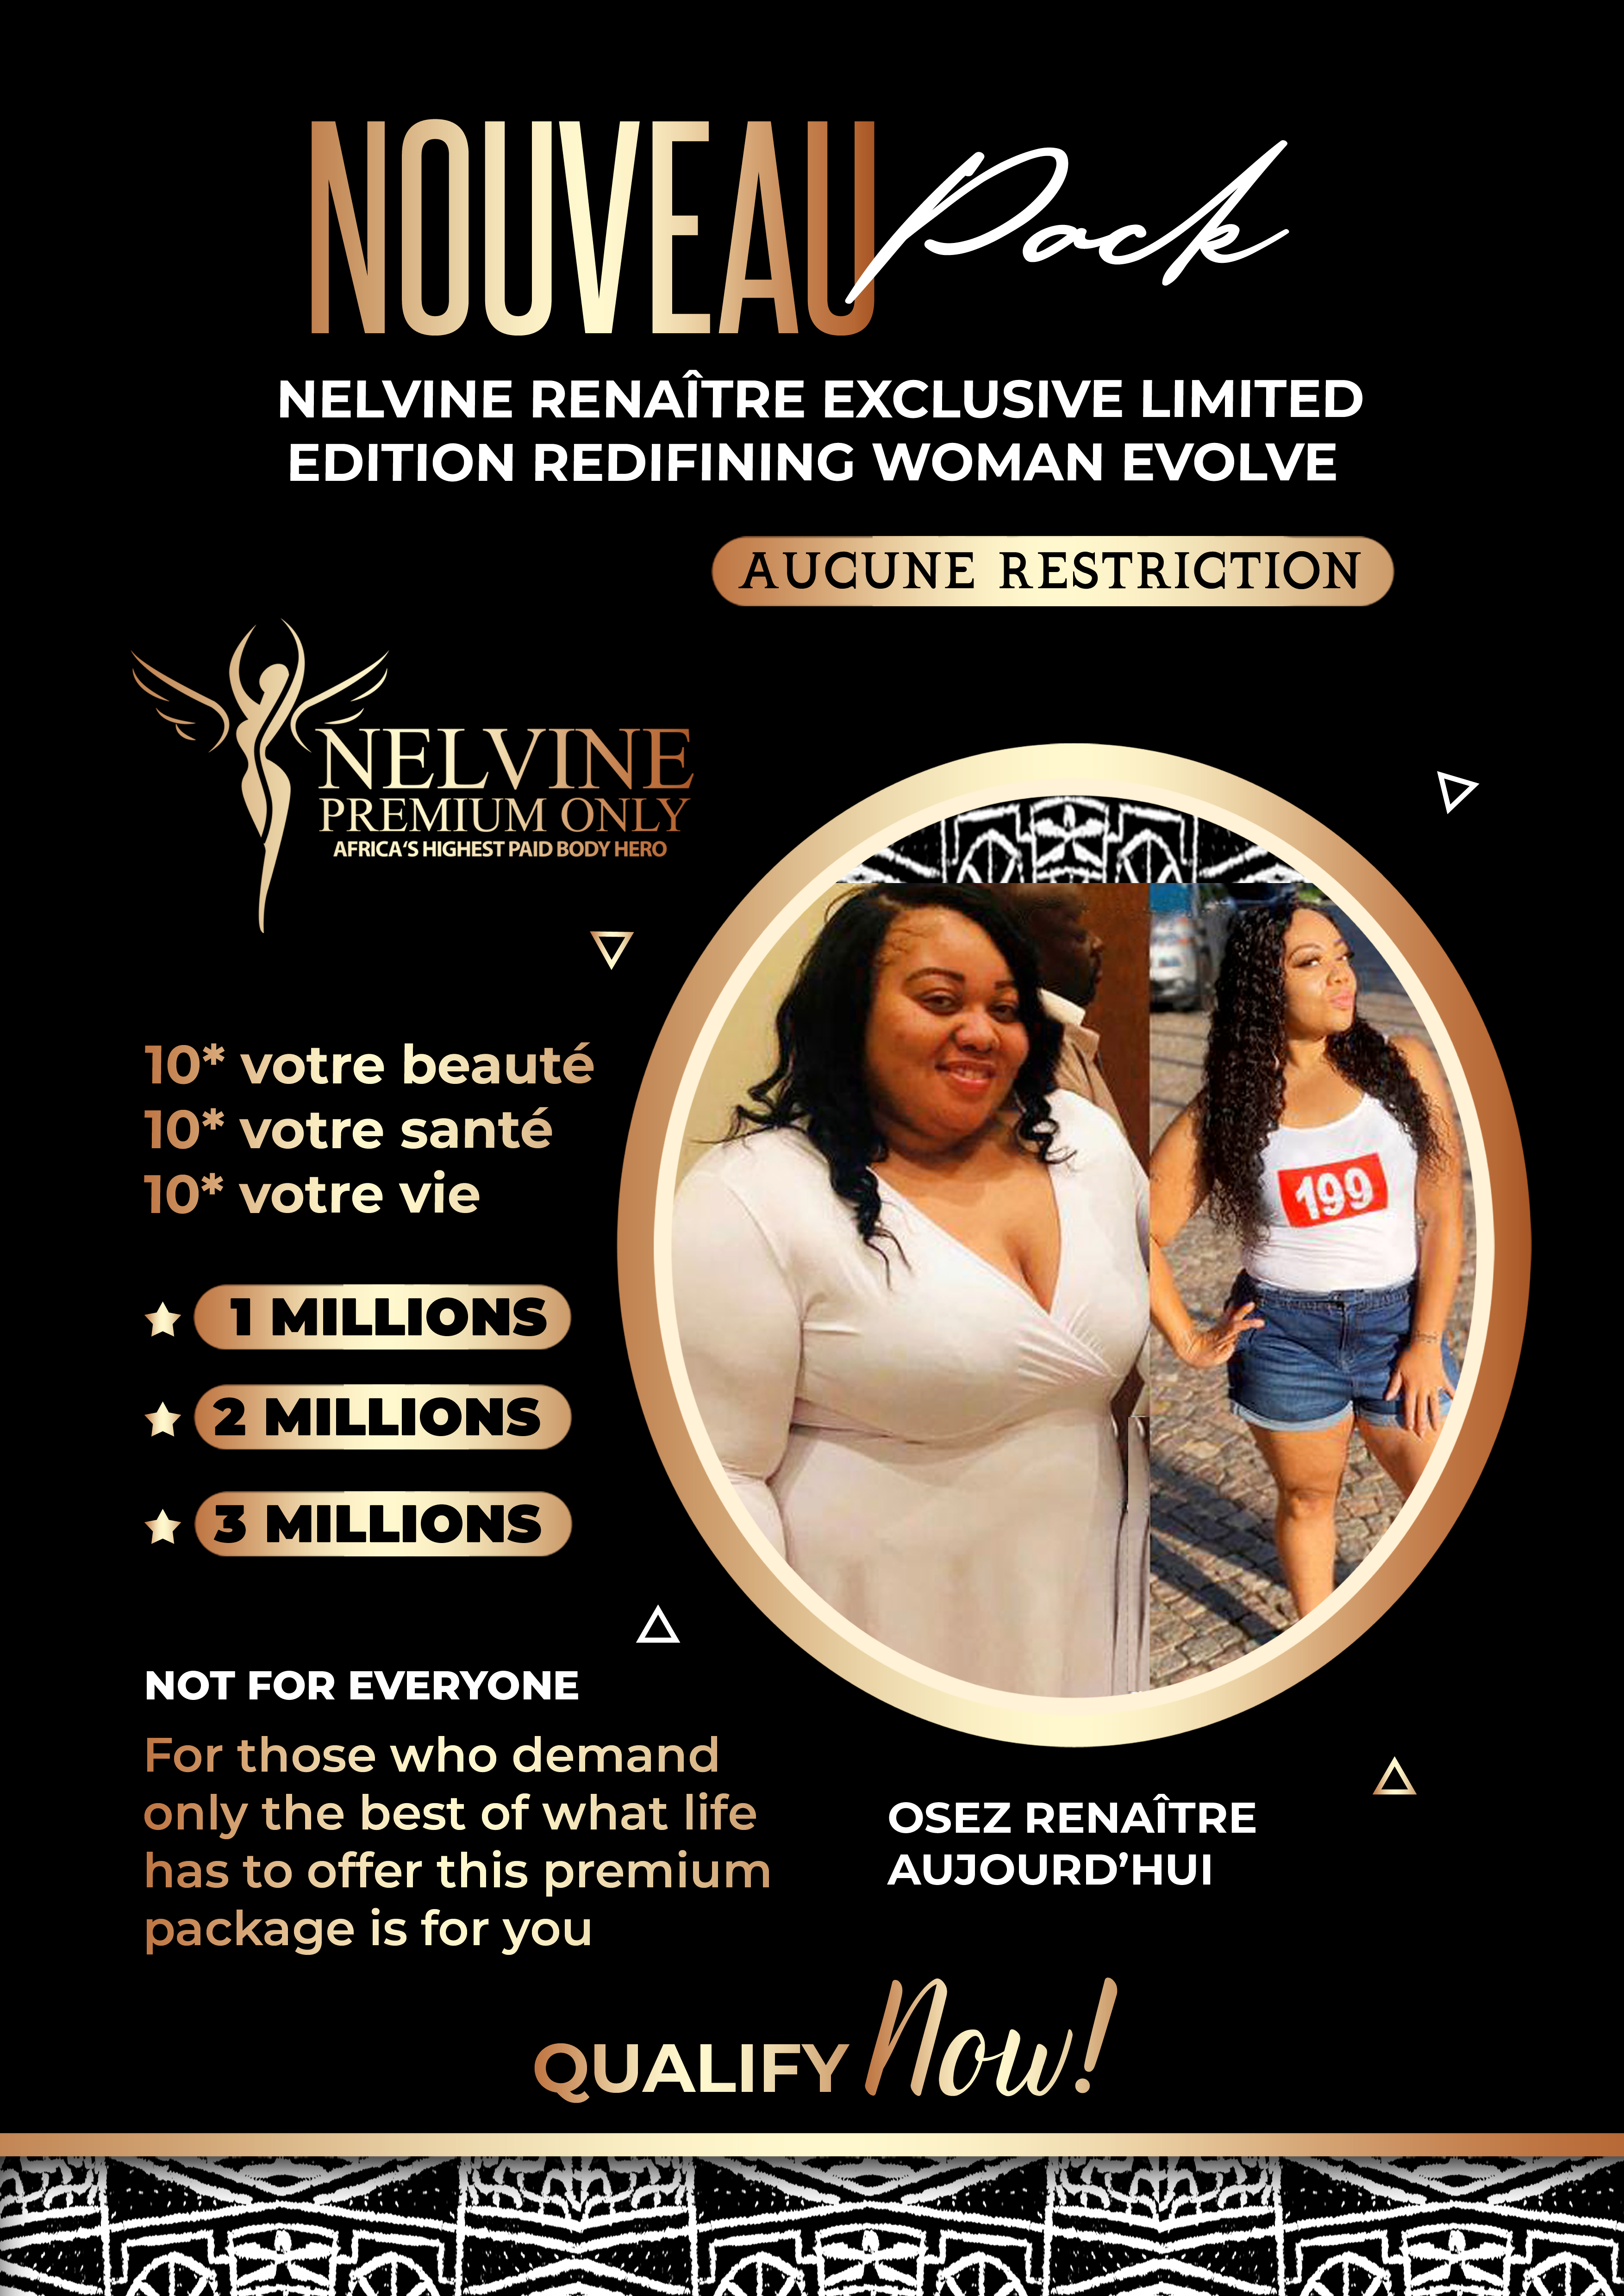 NOUVEAU Pack
NELVINE RENAÎTRE EXCLUSIVE LIMITED
EDITION REDIFINING WOMAN EVOLVE
AUCUNE RESTRICTION
NELVINE
PREMIUM ONLY
AFRICA'S HIGHEST PAID BODY HERO
10* votre beauté
10* votre santé
10* votre vie
1 MILLIONS
2 MILLIONS
3 MILLIONS
199
NOT FOR EVERYONE
For those who demand
only the best of what life
has to offer this premium
package is for you
OSEZ RENAÎTRE
AUJOURD'HUI
QUALIFY Now!